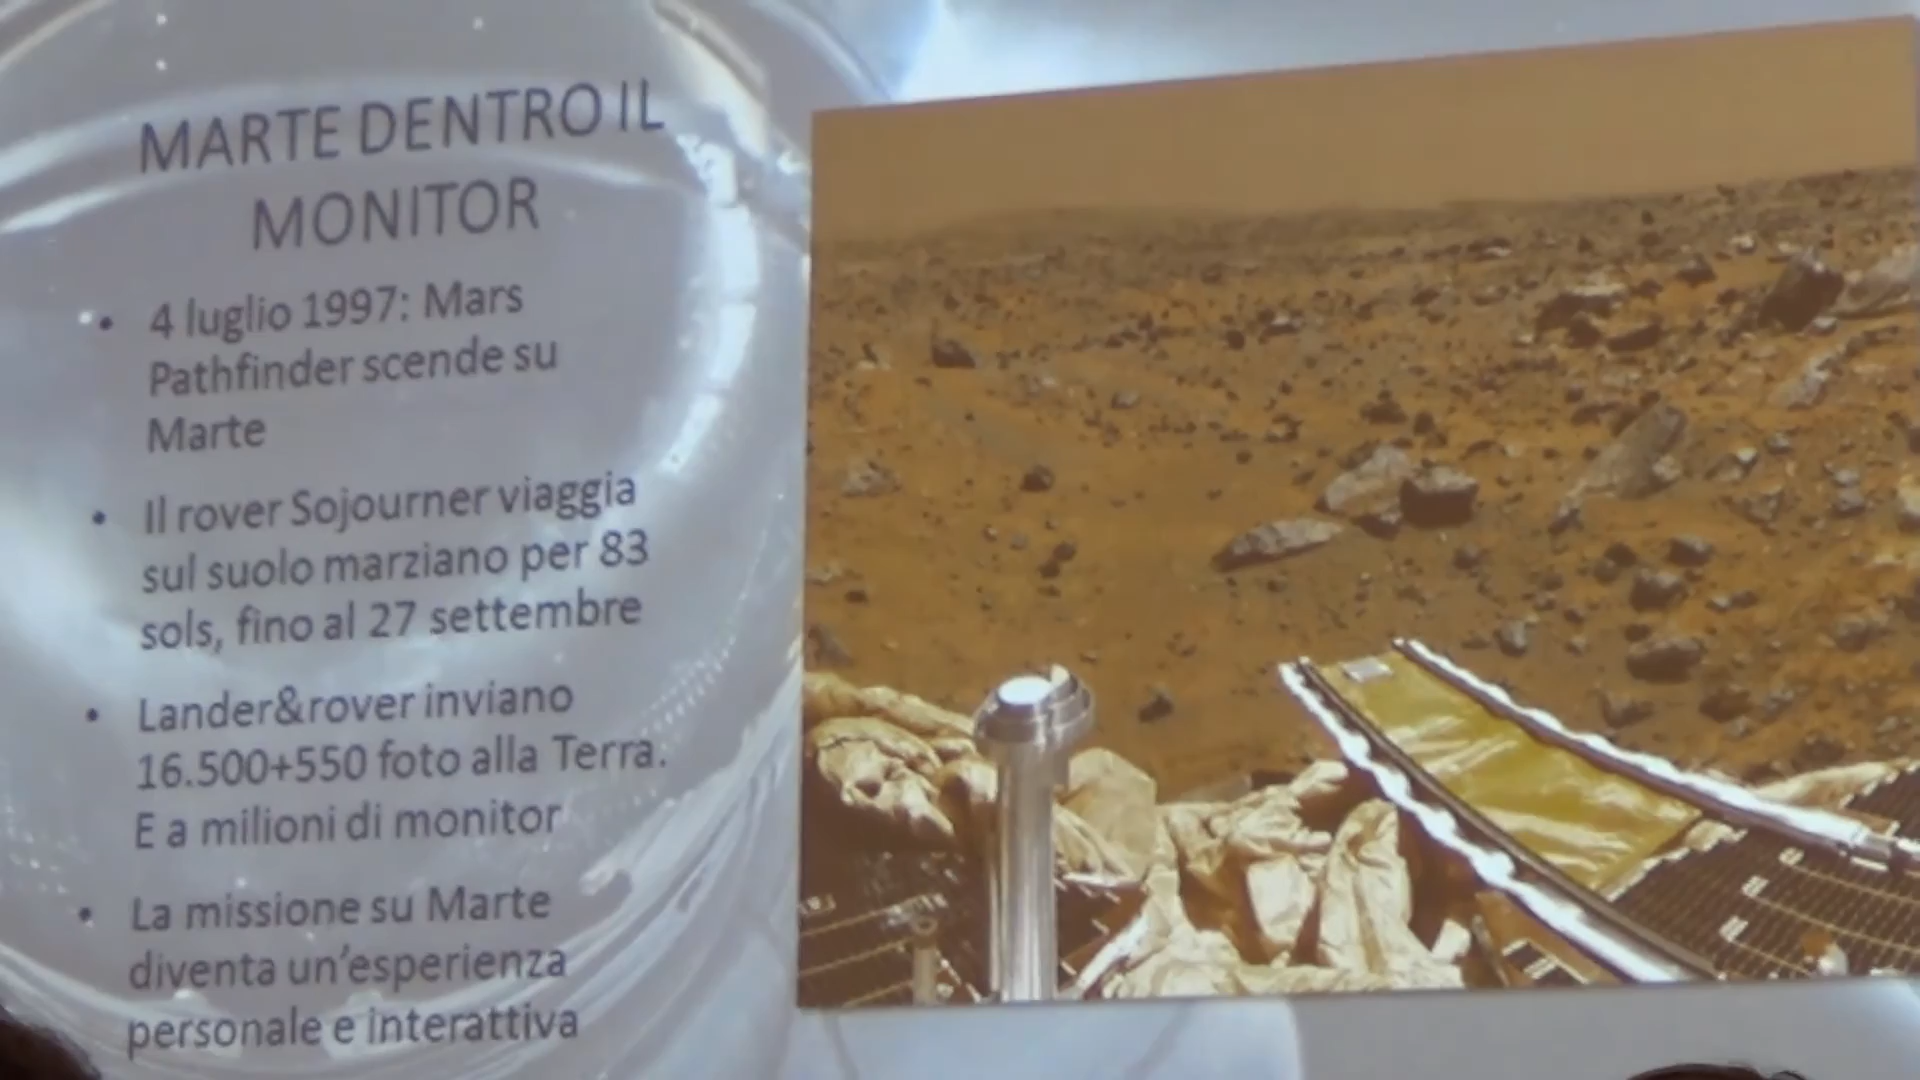 MARTE DENTRO IL
MONITOR
• 4 luglio 1997: Mars
Pathfinder scende su
Marte
• Il rover Sojourner viaggia
sul suolo marziano per 83
sols, fino al 27 settembre
• Lander&rover inviano
16.500+550 foto alla Terra.
E a milioni di monitor
• La missione su Marte
diventa un'esperienza
personale e interattiva